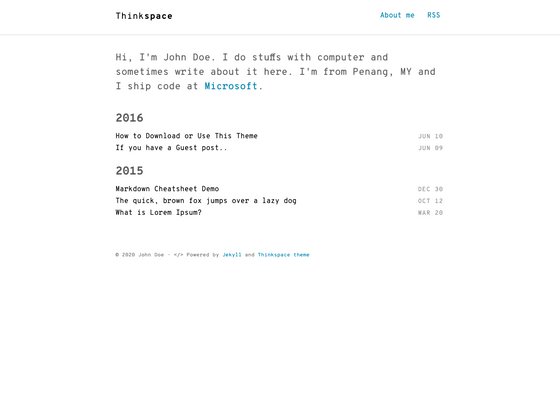 Thinkspace About me RSS
Hi, I'm John Doe. I do stuffs with computer and
sometimes write about it here. I'm from Penang, MY and
I ship code at Microsoft.
2016
How to Download or Use This Theme JUN 10
If you have a Guest post.. JUN 09
2015
Markdown Cheatsheet Demo DEC 30
The quick, brown fox jumps over a lazy dog OCT 12
What is Lorem Ipsum? MAR 20
© 2020 John Doe - </> Powered by Jekyll and Thinkspace theme